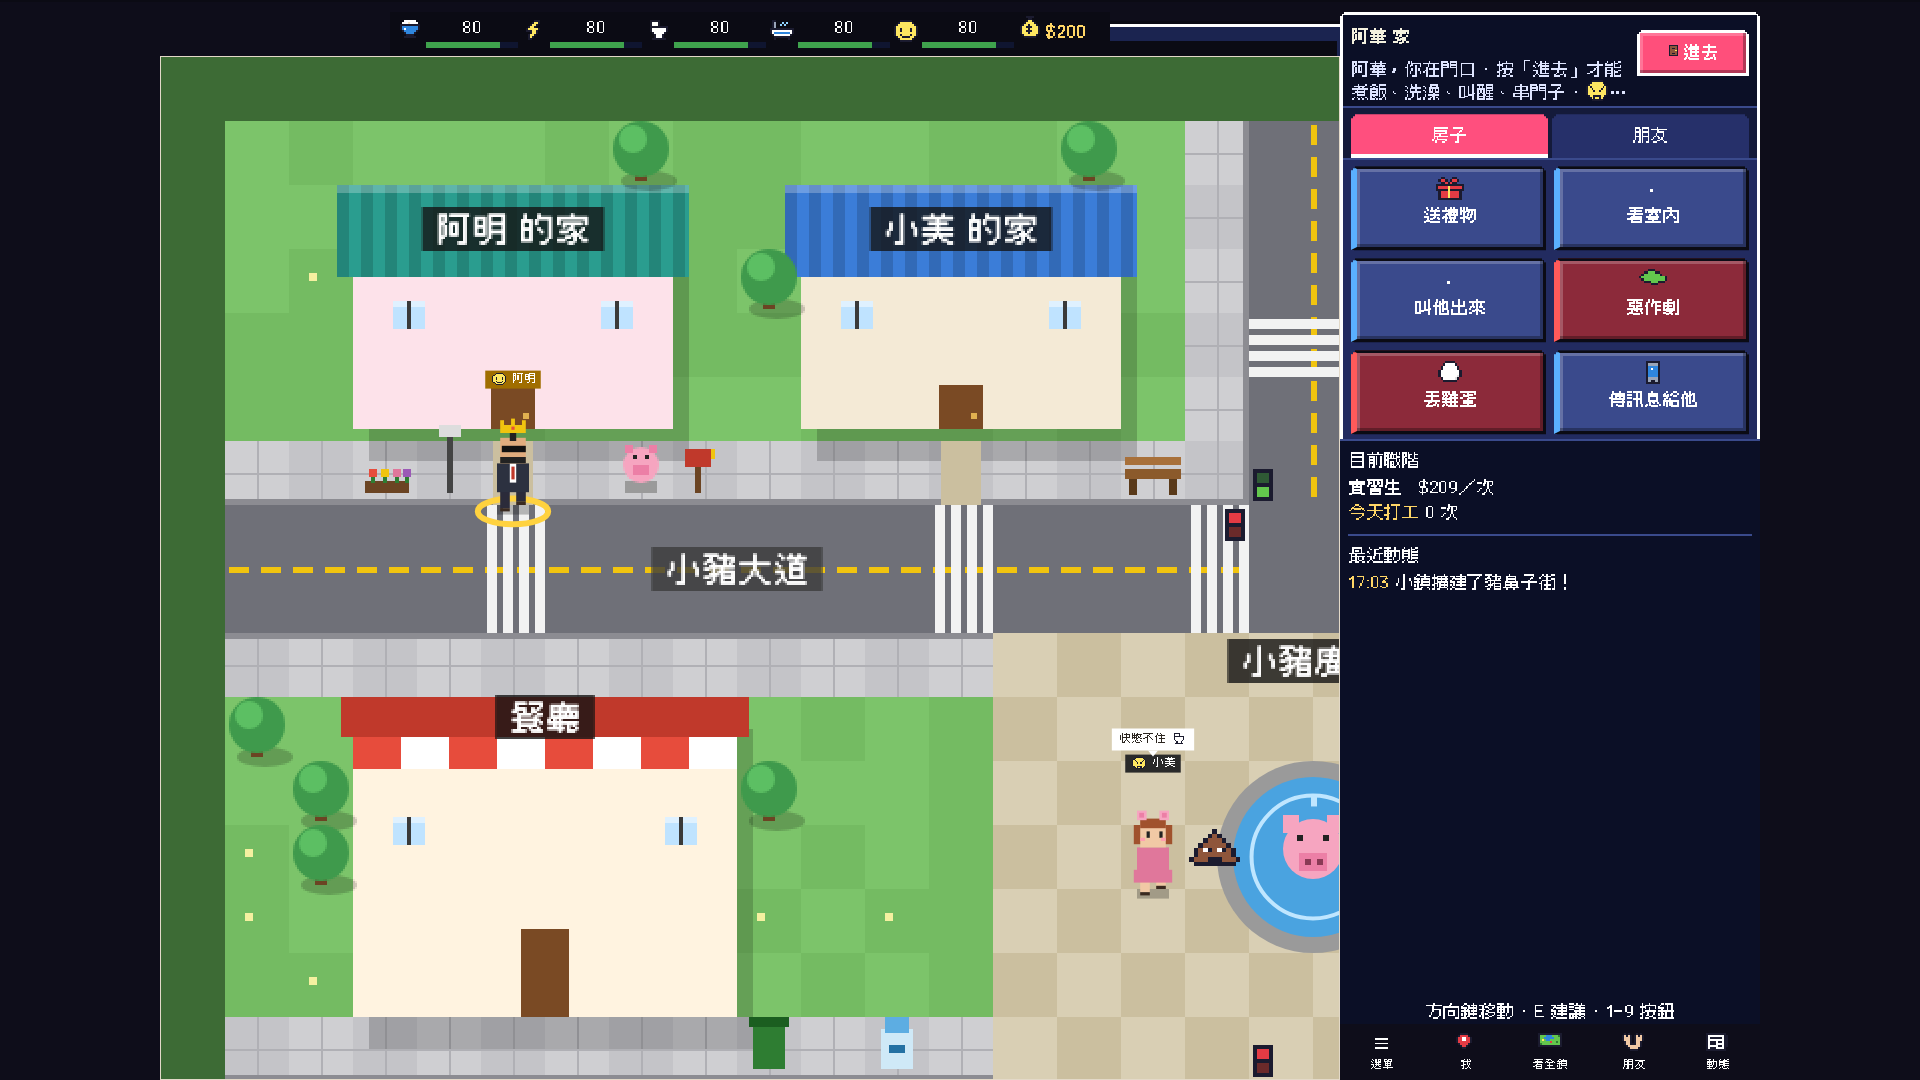 80 80 80 80 80 $200
阿華 家
進去
阿華，你在門口．按「進去」才能
煮飯、洗澡、叫醒、串門子．…
房子 朋友
送禮物 看室內
叫他出來 惡作劇
丟雞蛋 傳訊息給他
目前職階
實習生 $209／次
今天打工 0 次
最近動態
17:03 小鎮擴建了豬鼻子街！
方向鍵移動．E 建議．1-9 按鈕
選單 我 看全鎮 朋友 動態
阿明 的家
小美 的家
阿明
小豬大道
小豬
餐廳
快憋不住
小美